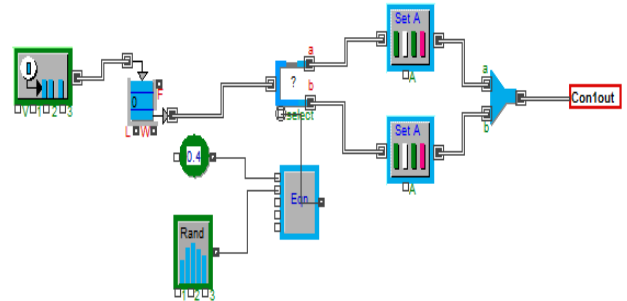 Set A
a
?
b
A
F
0
V 1 2 3
L W
select
a
b
Con1out
Set A
A
0.4
Eqn
Rand
1 2 3